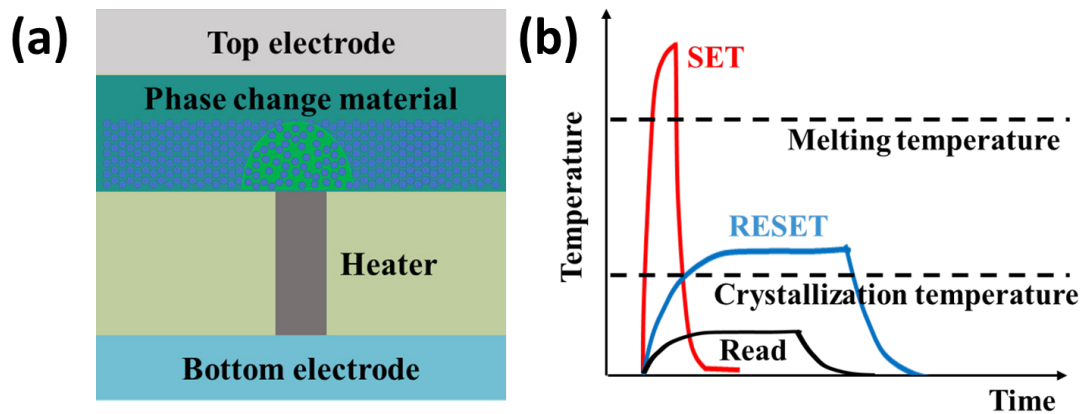 (a)
Top electrode
Phase change material
Heater
Bottom electrode
(b)
SET
Melting temperature
RESET
Crystallization temperature
Read
Temperature
Time